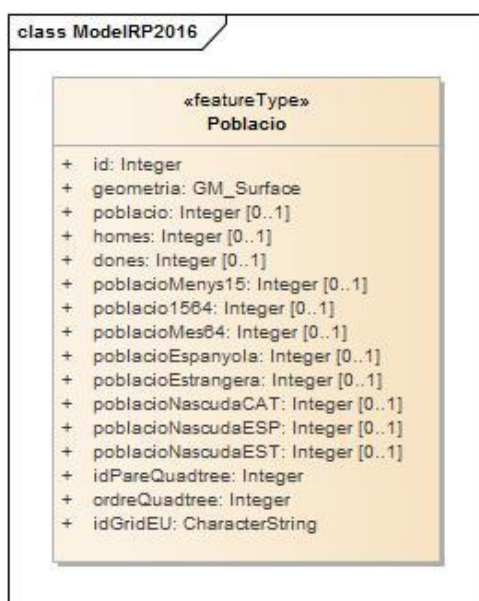 class ModelRP2016
«featureType»
Poblacio
+ id: Integer
+ geometria: GM_Surface
+ poblacio: Integer [0..1]
+ homes: Integer [0..1]
+ dones: Integer [0..1]
+ poblacioMenys15: Integer [0..1]
+ poblacio1564: Integer [0..1]
+ poblacioMes64: Integer [0..1]
+ poblacioEspanyola: Integer [0..1]
+ poblacioEstrangera: Integer [0..1]
+ poblacioNascudaCAT: Integer [0..1]
+ poblacioNascudaESP: Integer [0..1]
+ poblacioNascudaEST: Integer [0..1]
+ idPareQuadtree: Integer
+ ordreQuadtree: Integer
+ idGridEU: CharacterString